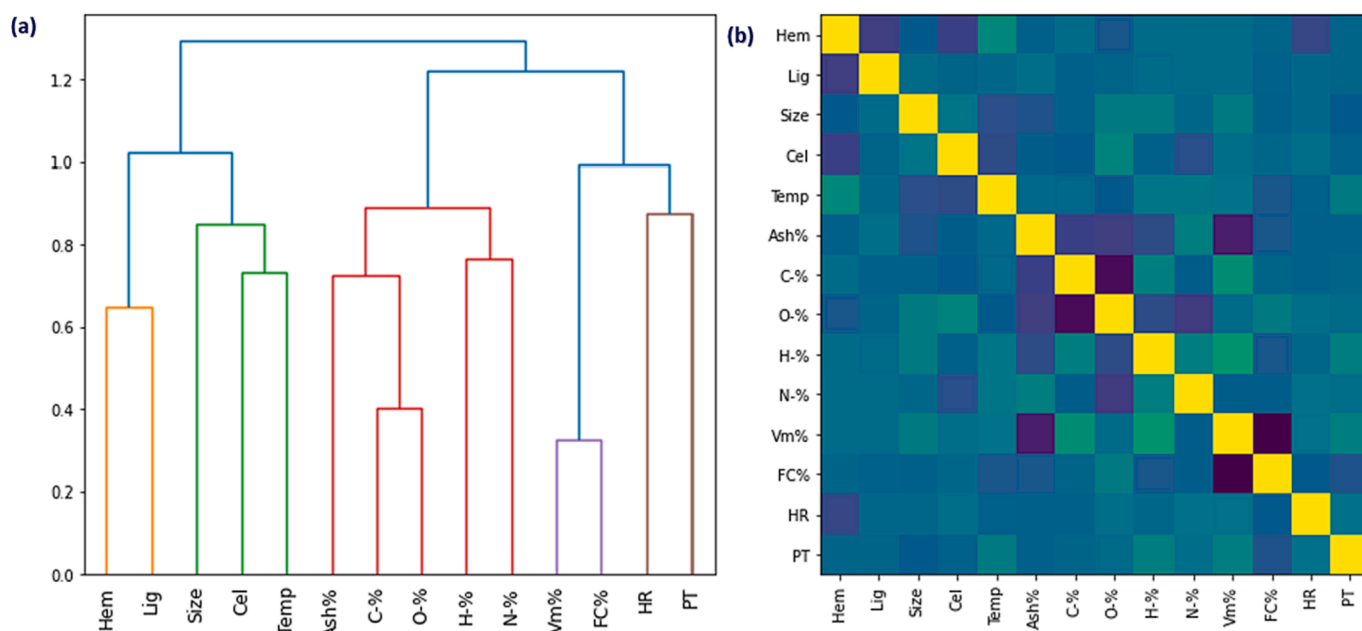 (a)
1.2
1.0
0.8
0.6
0.4
0.2
0.0
Hem
Lig
Size
Cel
Temp
Ash%
C-%
O-%
H-%
N-%
Vm%
FC%
HR
PT
(b)
Hem
Lig
Size
Cel
Temp
Ash%
C-%
O-%
H-%
N-%
Vm%
FC%
HR
PT
Hem
Lig
Size
Cel
Temp
Ash%
C-%
O-%
H-%
N-%
Vm%
FC%
HR
PT